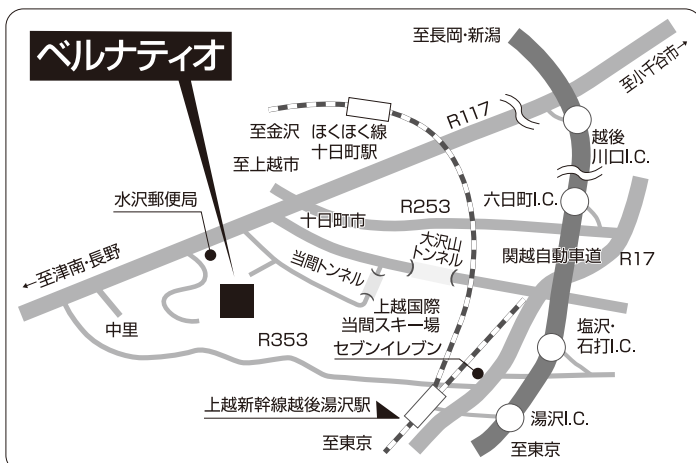 ベルナティオ
至長岡・新潟
至小千谷市→
至金沢
ほくほく線
十日町駅
R117
越後
川口I.C.
至上越市
水沢郵便局
六日町I.C.
十日町市
R253
大沢山
トンネル
関越自動車道
R17
←至津南・長野
当間トンネル
上越国際
当間スキー場
中里
R353
セブンイレブン
塩沢・
石打I.C.
上越新幹線越後湯沢駅
湯沢I.C.
至東京
至東京